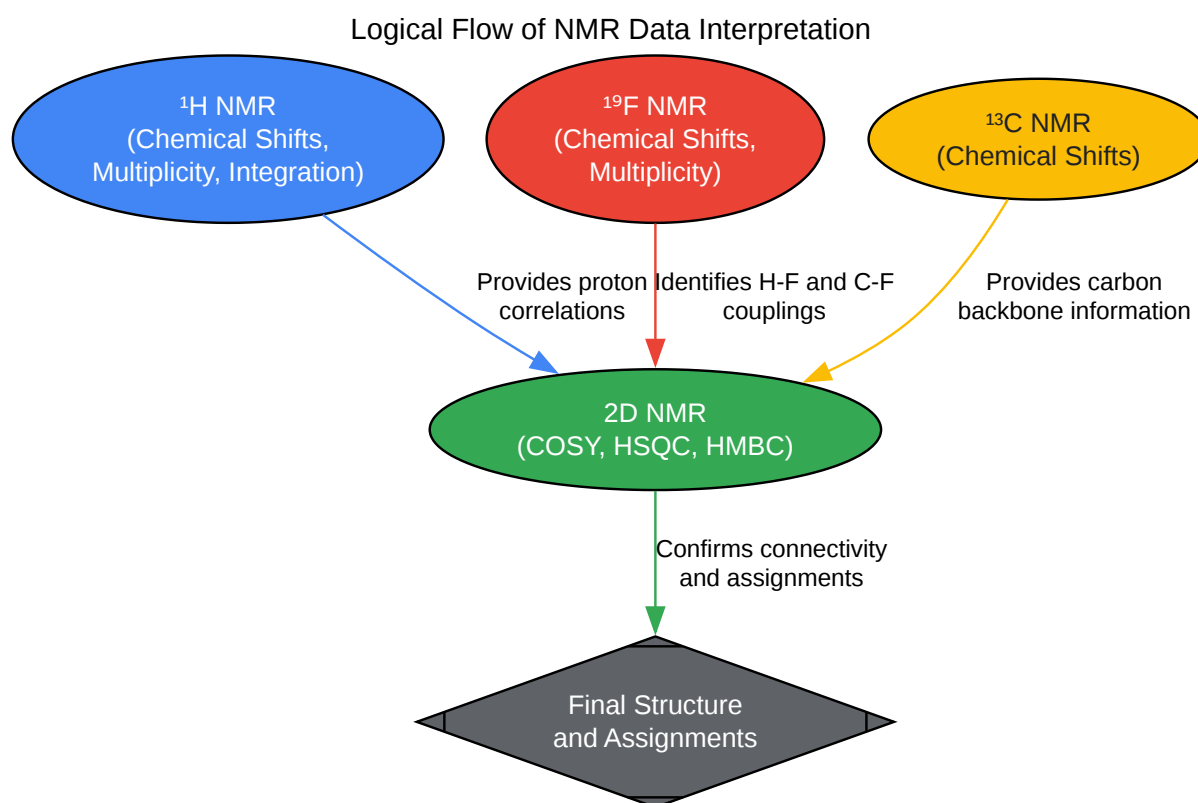 Logical Flow of NMR Data Interpretation
¹H NMR
(Chemical Shifts,
Multiplicity, Integration)
¹⁹F NMR
(Chemical Shifts,
Multiplicity)
¹³C NMR
(Chemical Shifts)
Provides proton
correlations
Identifies H-F and C-F
couplings
Provides carbon
backbone information
2D NMR
(COSY, HSQC, HMBC)
Confirms connectivity
and assignments
Final Structure
and Assignments